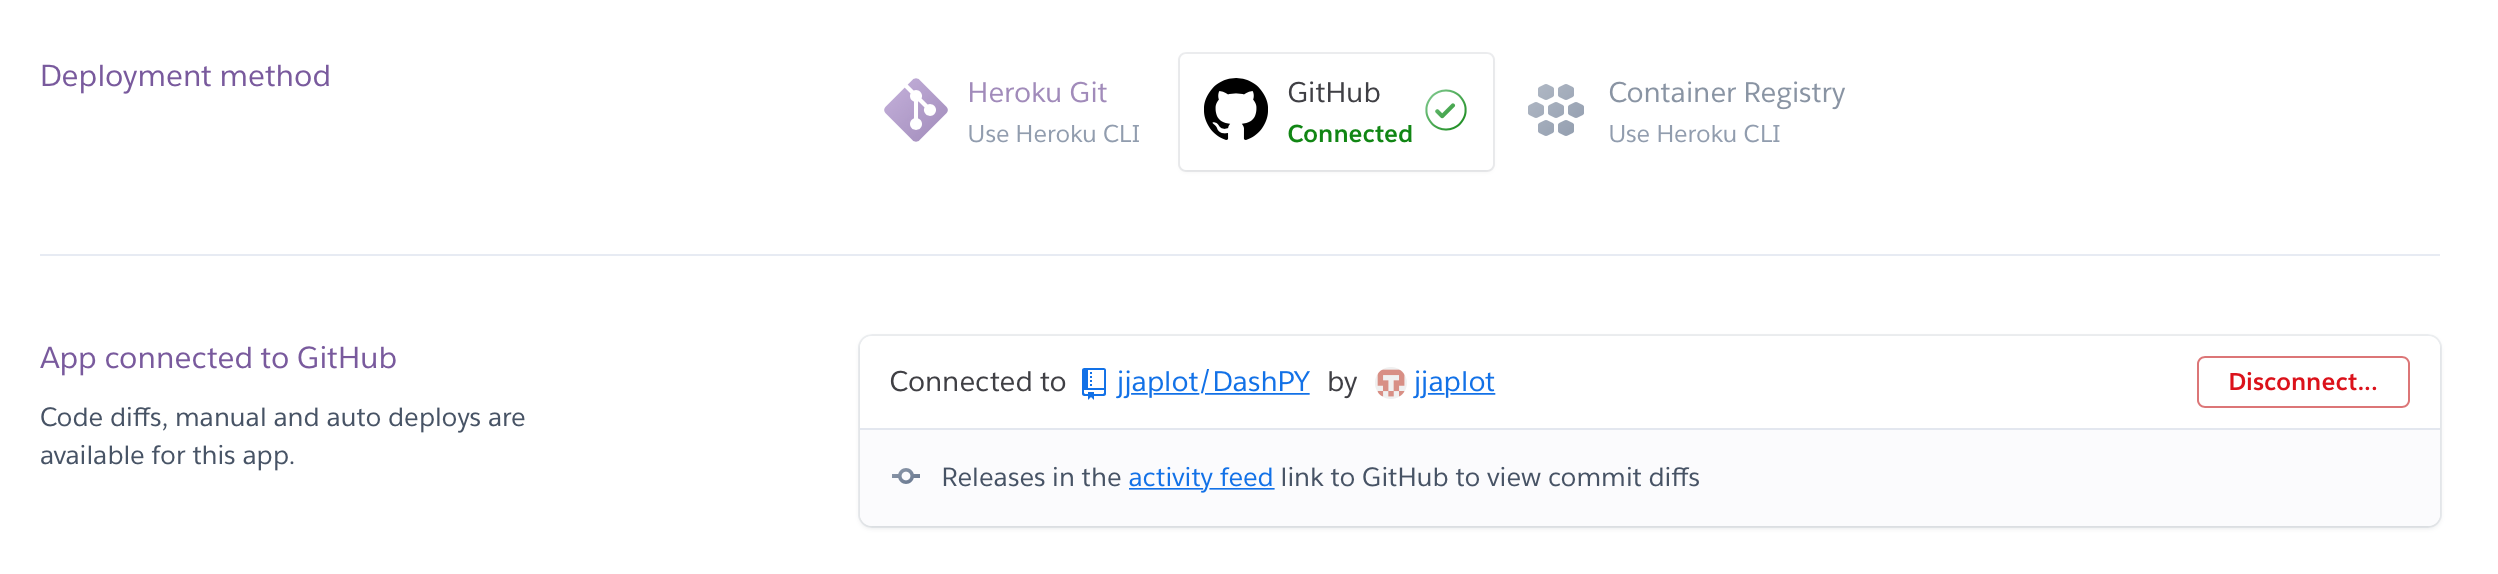 Deployment method
Heroku Git
Use Heroku CLI
GitHub
Connected
Container Registry
Use Heroku CLI
App connected to GitHub
Code diffs, manual and auto deploys are
available for this app.
Connected to jjaplot/DashPY by jjaplot
Disconnect...
Releases in the activity feed link to GitHub to view commit diffs